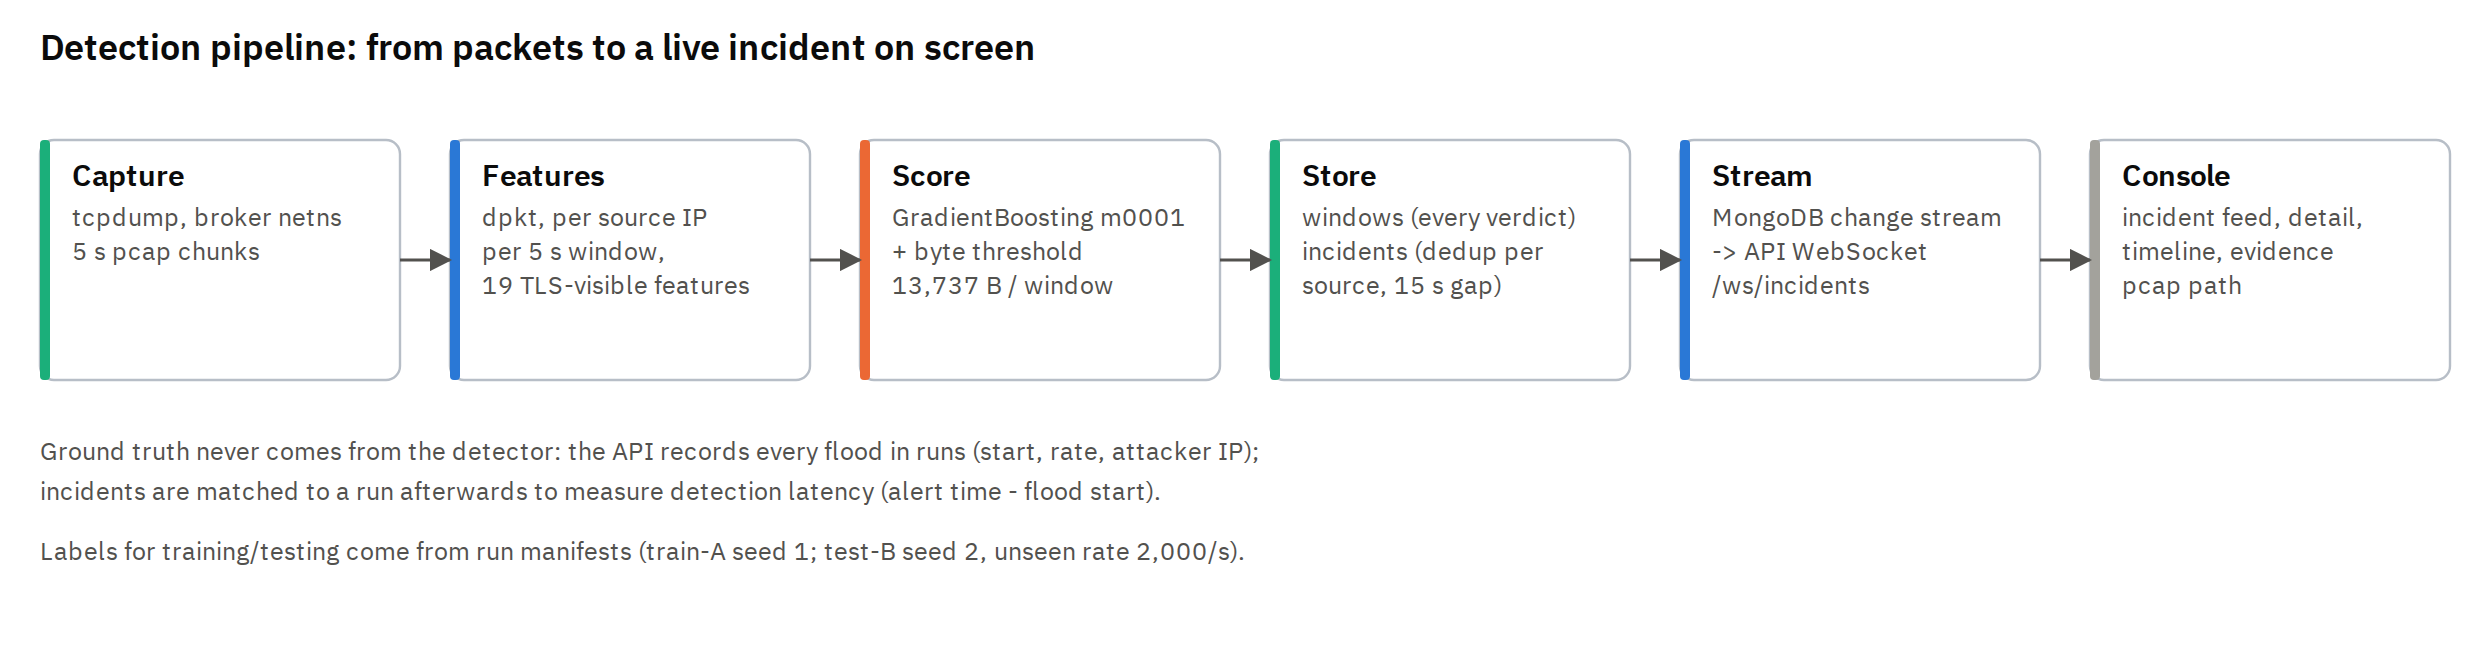 Detection pipeline: from packets to a live incident on screen
Capture
tcpdump, broker netns
5 s pcap chunks
Features
dpkt, per source IP
per 5 s window,
19 TLS-visible features
Score
GradientBoosting m0001
+ byte threshold
13,737 B / window
Store
windows (every verdict)
incidents (dedup per
source, 15 s gap)
Stream
MongoDB change stream
-> API WebSocket
/ws/incidents
Console
incident feed, detail,
timeline, evidence
pcap path
Ground truth never comes from the detector: the API records every flood in runs (start, rate, attacker IP);
incidents are matched to a run afterwards to measure detection latency (alert time - flood start).
Labels for training/testing come from run manifests (train-A seed 1; test-B seed 2, unseen rate 2,000/s).